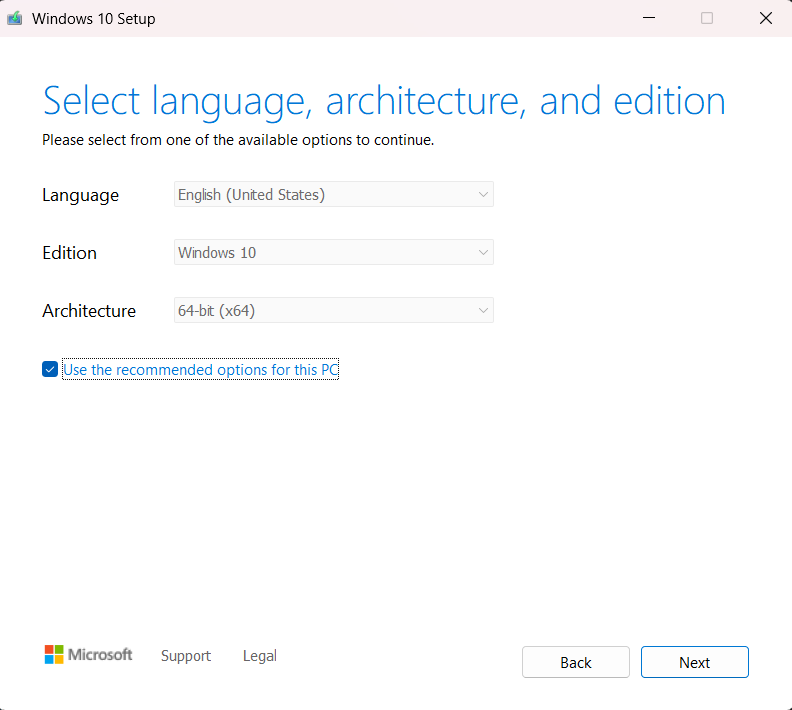 Windows 10 Setup
Select language, architecture, and edition
Please select from one of the available options to continue.
Language English (United States)
Edition Windows 10
Architecture 64-bit (x64)
Use the recommended options for this PC
Microsoft Support Legal Back Next